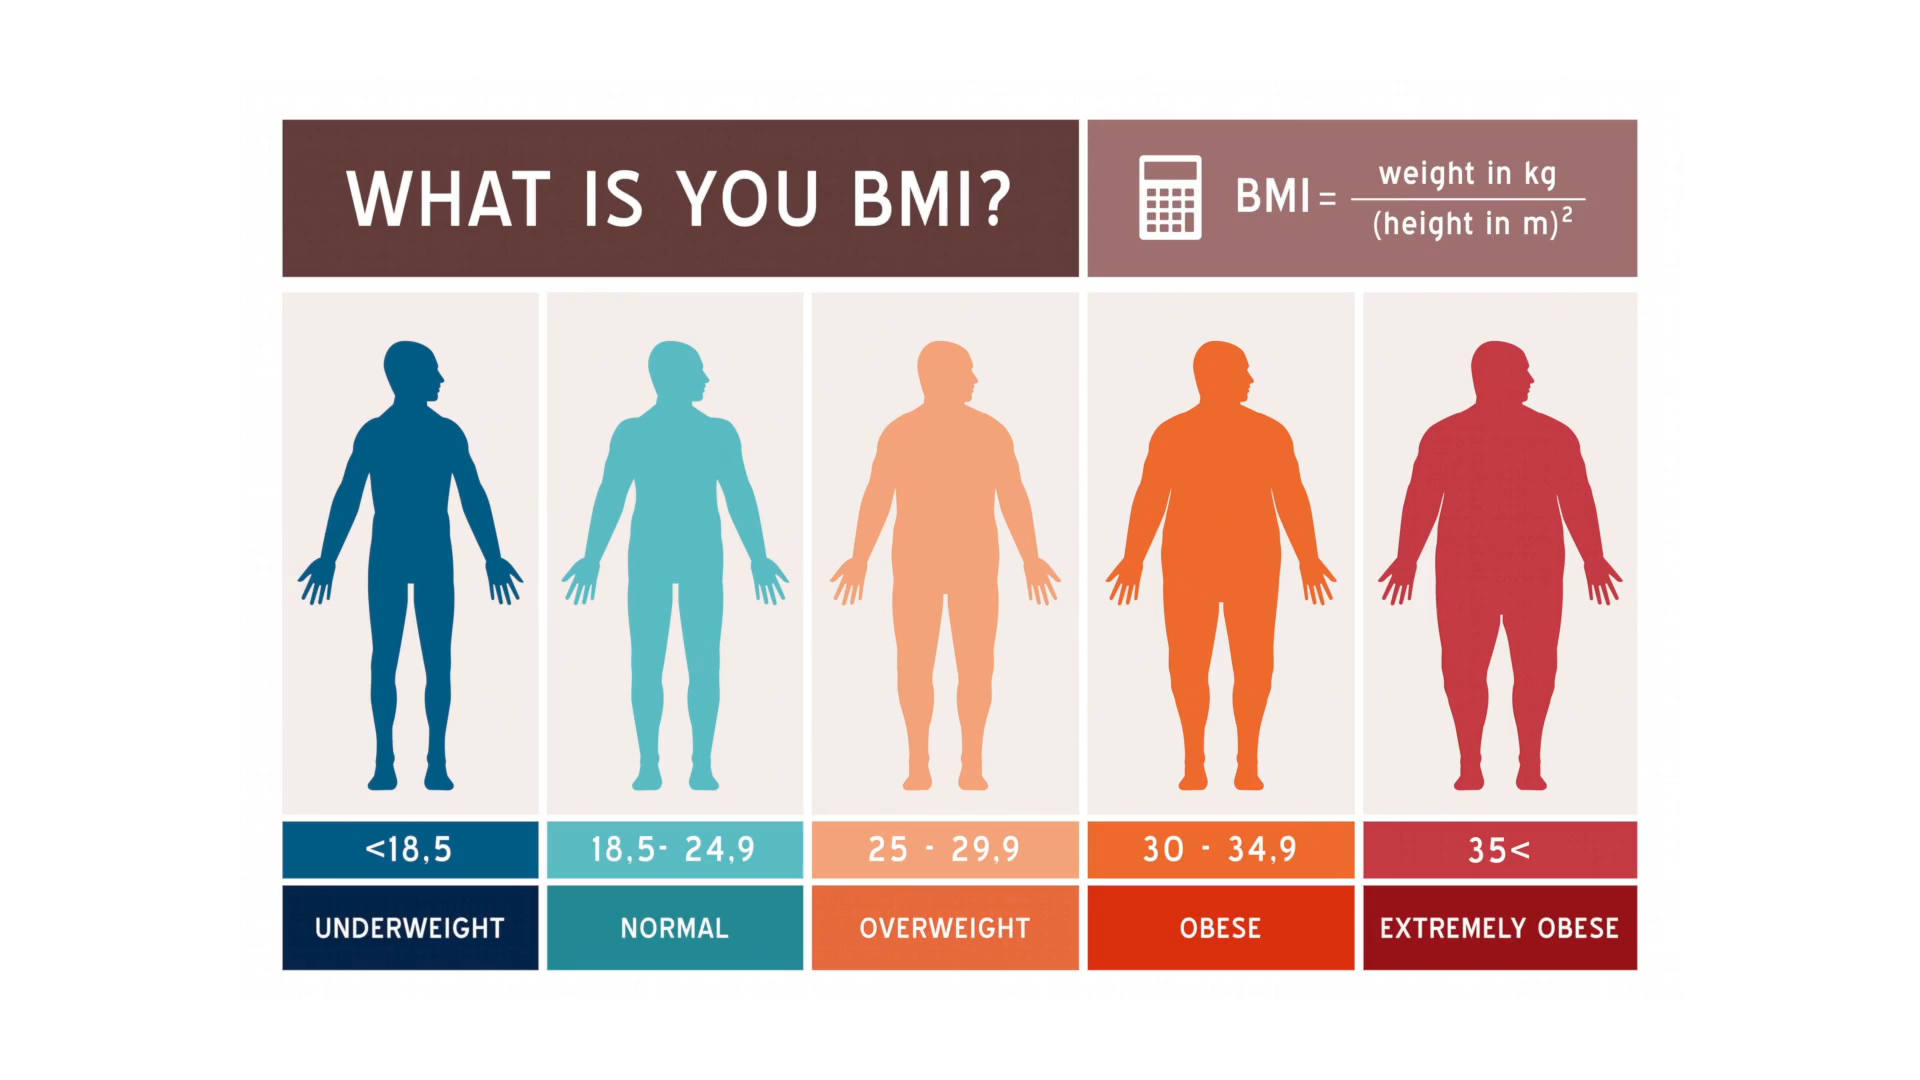 WHAT IS YOU BMI?
BMI = weight in kg
(height in m)²
<18,5
18,5- 24,9
25 - 29,9
30 - 34,9
35<
UNDERWEIGHT
NORMAL
OVERWEIGHT
OBESE
EXTREMELY OBESE